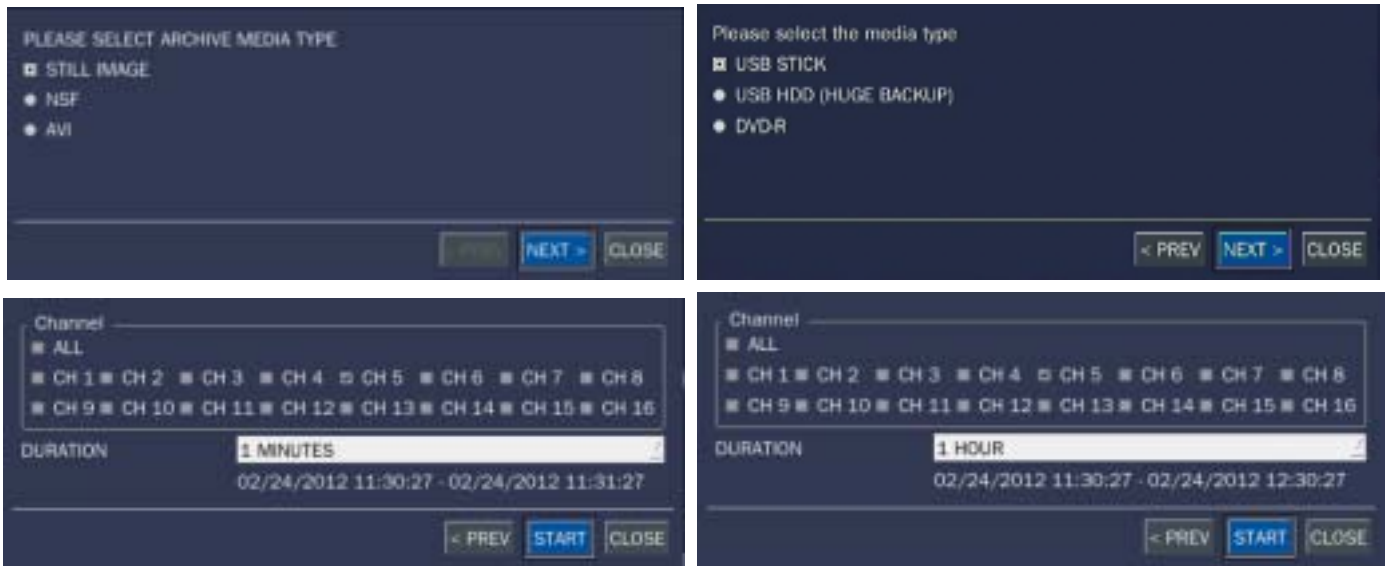 PLEASE SELECT ARCHIVE MEDIA TYPE
STILL IMAGE
NSF
AVI
NEXT > CLOSE
Please select the media type
USB STICK
USB HDD (HUGE BACKUP)
DVD-R
< PREV NEXT > CLOSE
Channel
ALL
CH 1 CH 2 CH 3 CH 4 CH 5 CH 6 CH 7 CH 8
CH 9 CH 10 CH 11 CH 12 CH 13 CH 14 CH 15 CH 16
DURATION 1 MINUTES
02/24/2012 11:30:27 - 02/24/2012 11:31:27
< PREV START CLOSE
Channel
ALL
CH 1 CH 2 CH 3 CH 4 CH 5 CH 6 CH 7 CH 8
CH 9 CH 10 CH 11 CH 12 CH 13 CH 14 CH 15 CH 16
DURATION 1 HOUR
02/24/2012 11:30:27 - 02/24/2012 12:30:27
< PREV START CLOSE